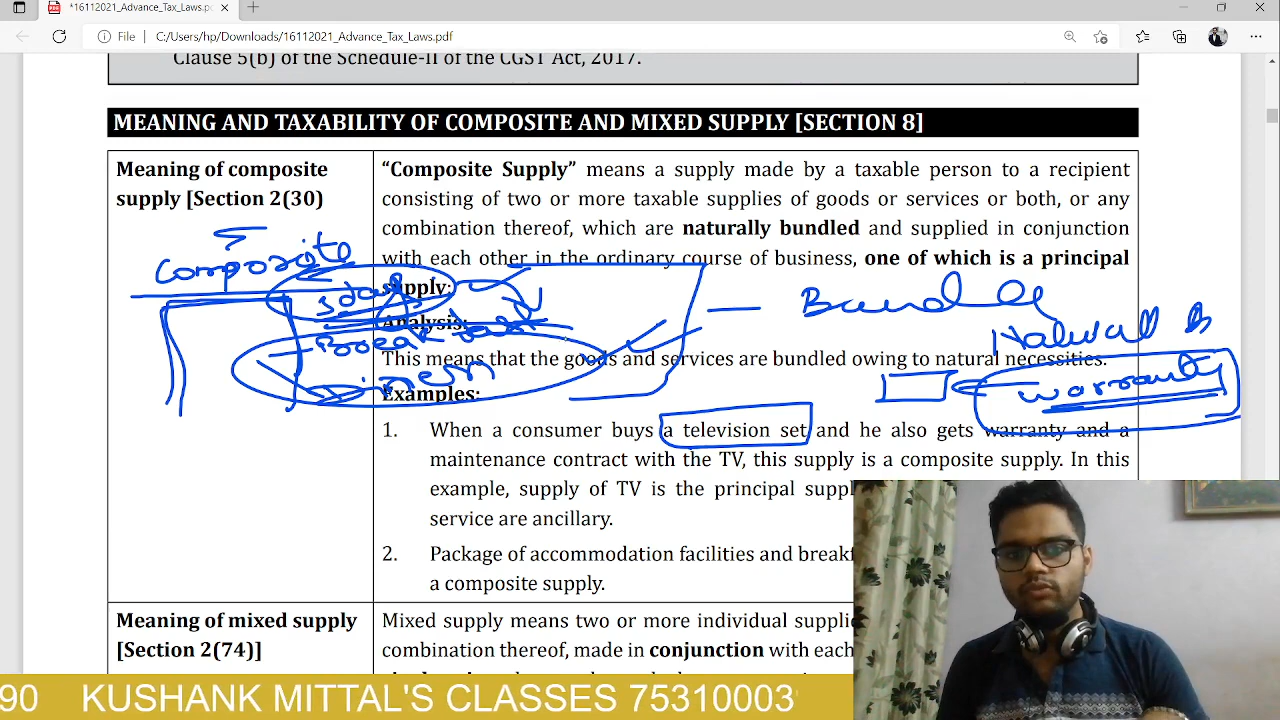 *16112021_Advance_Tax_Laws.pd
File
C:/Users/hp/Downloads/16112021_Advance_Tax_Laws.pdf
Clause 5(b) of the Schedule-II of the CGST Act, 2017.
MEANING AND TAXABILITY OF COMPOSITE AND MIXED SUPPLY [SECTION 8]
Meaning of composite
supply [Section 2(30)
“Composite Supply” means a supply made by a taxable person to a recipient
consisting of two or more taxable supplies of goods or services or both, or any
combination thereof, which are naturally bundled and supplied in conjunction
with each other in the ordinary course of business, one of which is a principal
supply:
Analysis:
This means that the goods and services are bundled owing to natural necessities.
Examples:
1. When a consumer buys a television set and he also gets warranty and a
maintenance contract with the TV, this supply is a composite supply. In this
example, supply of TV is the principal suppl
service are ancillary.
2. Package of accommodation facilities and breakf
a composite supply.
composite
3 days
Breakfast
Dinner
Natural B
warranty
Meaning of mixed supply
[Section 2(74)]
Mixed supply means two or more individual supplie
combination thereof, made in conjunction with each
90 KUSHANK MITTAL'S CLASSES 75310003